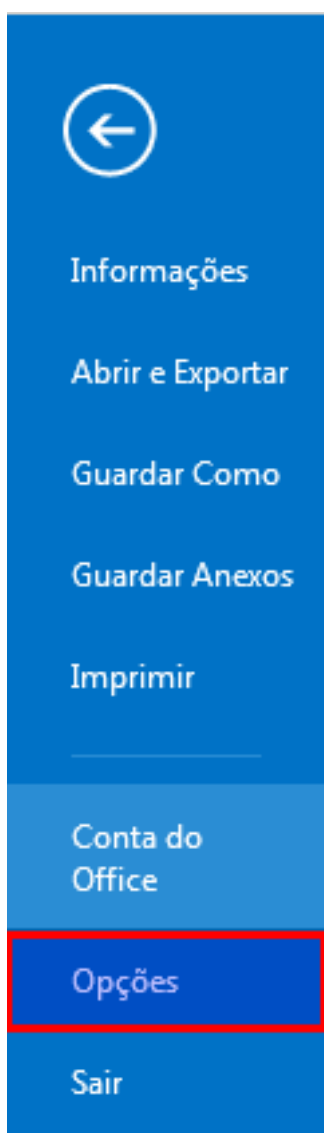 Informações
Abrir e Exportar
Guardar Como
Guardar Anexos
Imprimir
Conta do
Office
Opções
Sair